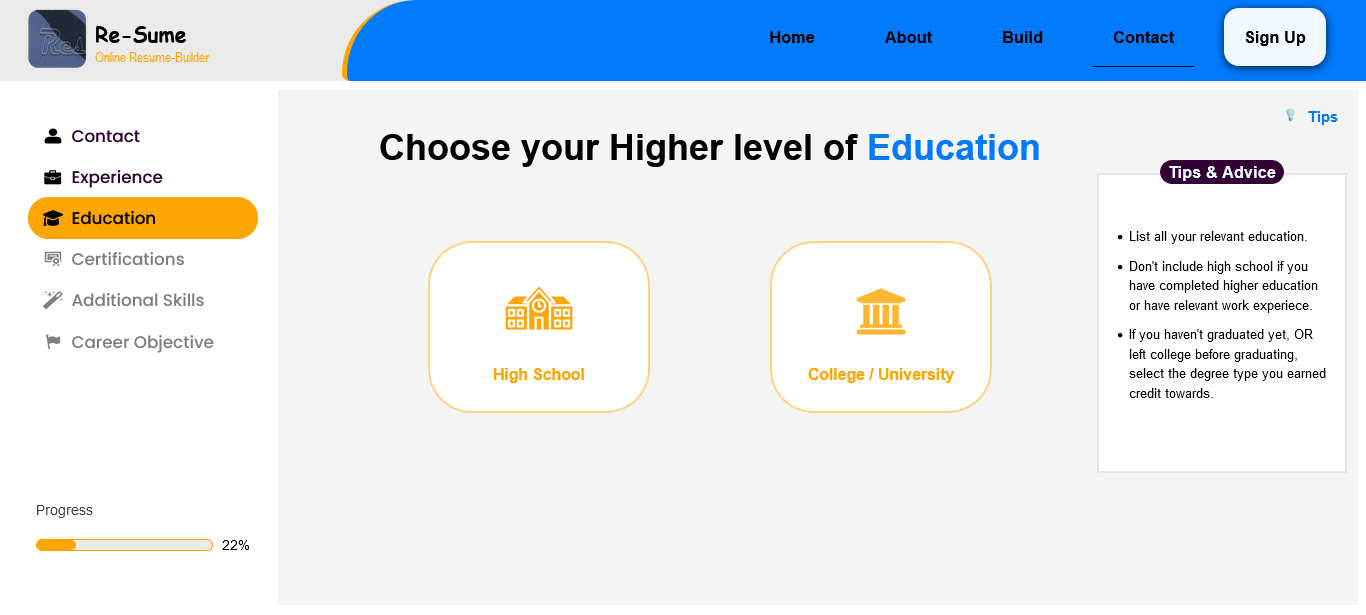 Res
Re-Sume
Online Resume-Builder
Home
About
Build
Contact
Sign Up
Contact
Experience
Education
Certifications
Additional Skills
Career Objective
Progress
22%
Choose your Higher level of Education
High School
College / University
Tips
Tips & Advice
List all your relevant education.
Don't include high school if you
have completed higher education
or have relevant work experiece.
If you haven't graduated yet, OR
left college before graduating,
select the degree type you earned
credit towards.